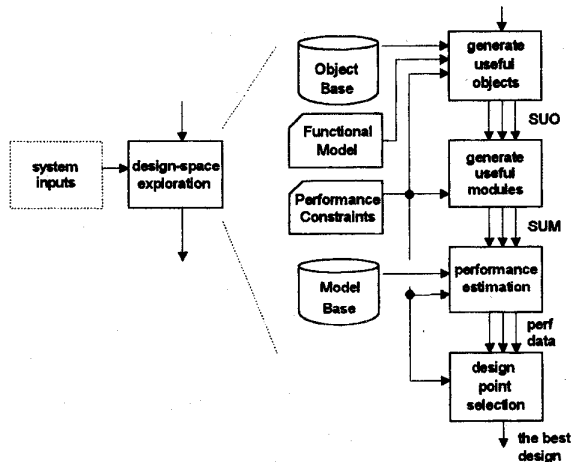 system
inputs
design-space
exploration
Object
Base
Functional
Model
Performance
Constraints
Model
Base
generate
useful
objects
SUO
generate
useful
modules
SUM
performance
estimation
perf
data
design
point
selection
the best
design